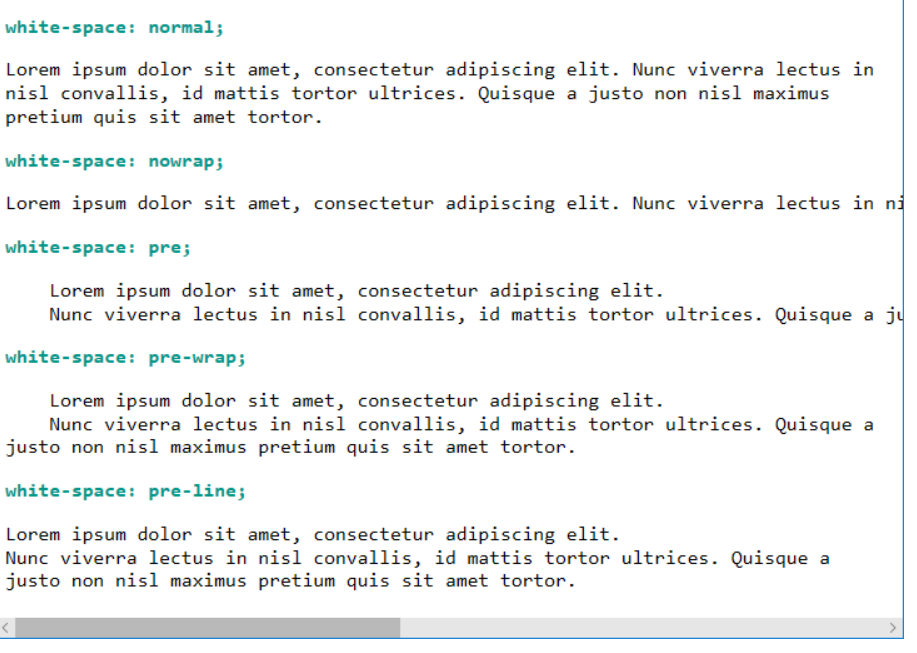 white-space: normal;
Lorem ipsum dolor sit amet, consectetur adipiscing elit. Nunc viverra lectus in
nisl convallis, id mattis tortor ultrices. Quisque a justo non nisl maximus
pretium quis sit amet tortor.
white-space: nowrap;
Lorem ipsum dolor sit amet, consectetur adipiscing elit. Nunc viverra lectus in ni
white-space: pre;
    Lorem ipsum dolor sit amet, consectetur adipiscing elit.
    Nunc viverra lectus in nisl convallis, id mattis tortor ultrices. Quisque a ju
white-space: pre-wrap;
    Lorem ipsum dolor sit amet, consectetur adipiscing elit.
    Nunc viverra lectus in nisl convallis, id mattis tortor ultrices. Quisque a
justo non nisl maximus pretium quis sit amet tortor.
white-space: pre-line;
Lorem ipsum dolor sit amet, consectetur adipiscing elit.
Nunc viverra lectus in nisl convallis, id mattis tortor ultrices. Quisque a
justo non nisl maximus pretium quis sit amet tortor.